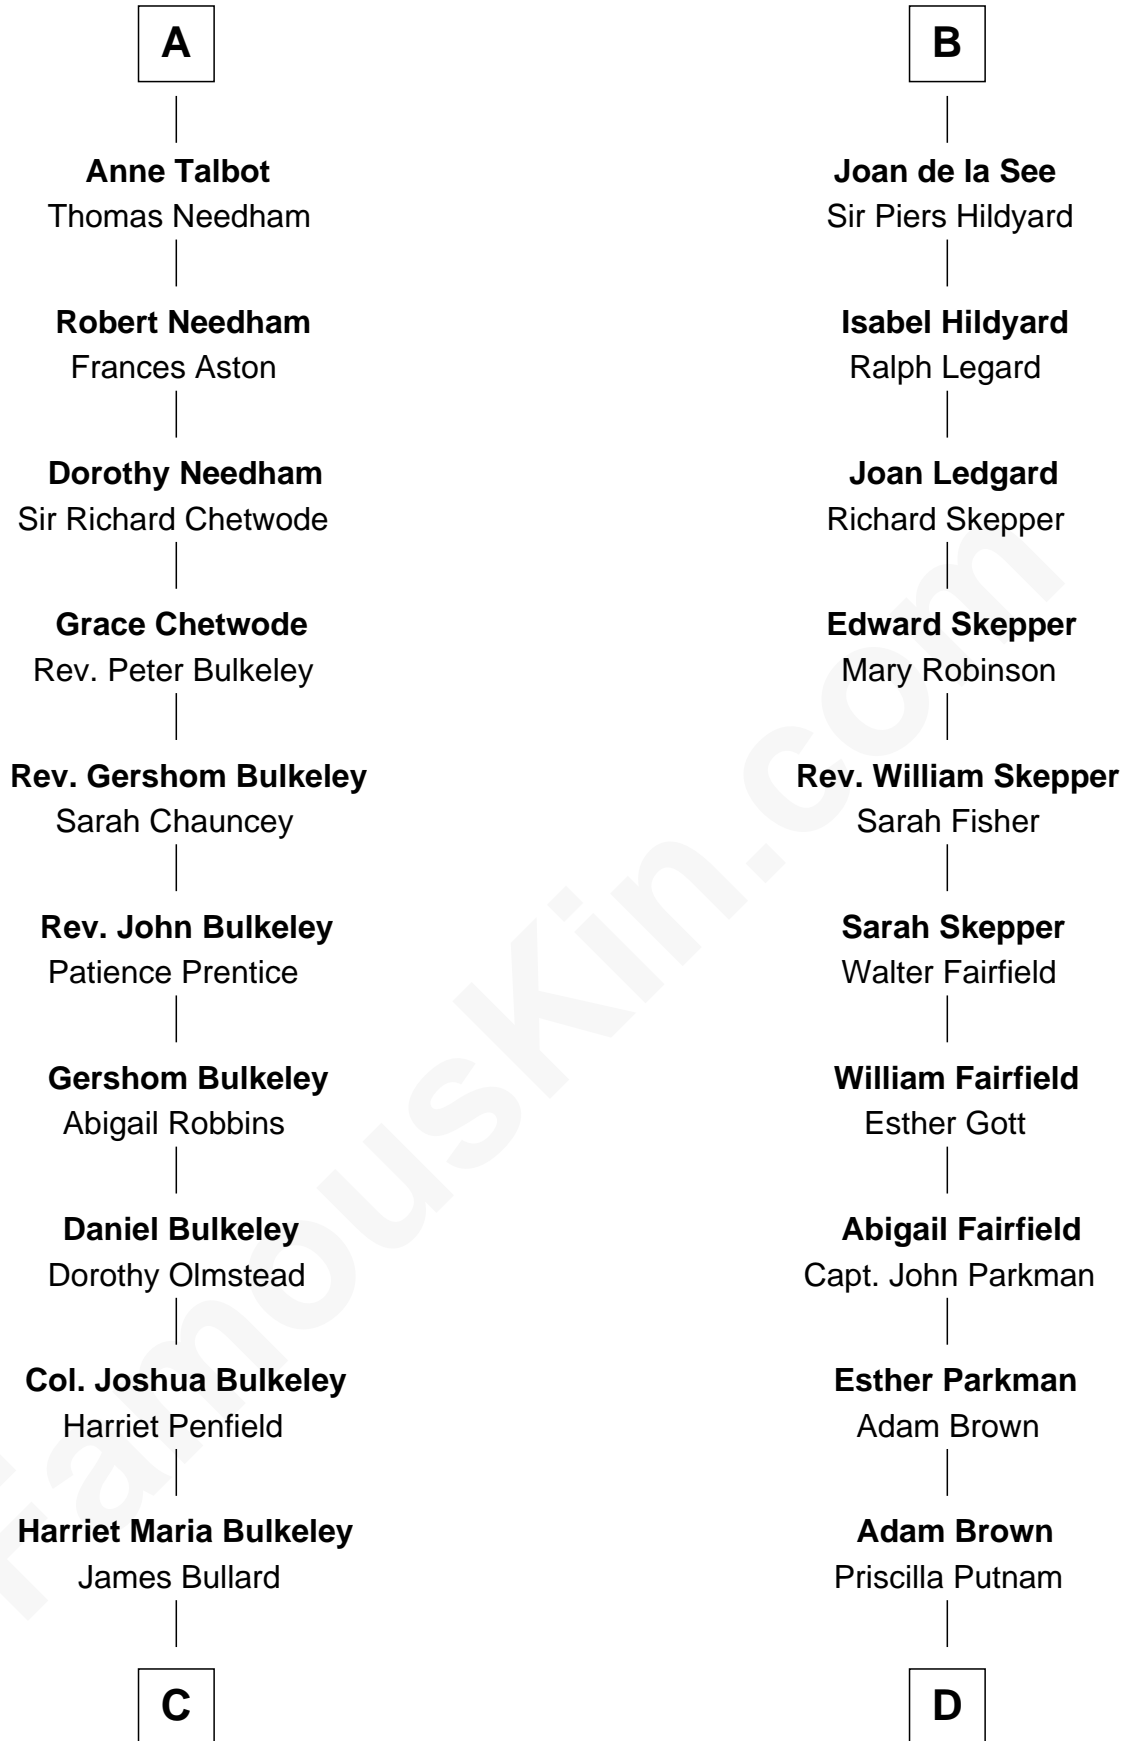 A
Anne Talbot
Thomas Needham
Robert Needham
Frances Aston
Dorothy Needham
Sir Richard Chetwode
Grace Chetwode
Rev. Peter Bulkeley
Rev. Gershom Bulkeley
Sarah Chauncey
Rev. John Bulkeley
Patience Prentice
Gershom Bulkeley
Abigail Robbins
Daniel Bulkeley
Dorothy Olmstead
Col. Joshua Bulkeley
Harriet Penfield
Harriet Maria Bulkeley
James Bullard
C
B
Joan de la See
Sir Piers Hildyard
Isabel Hildyard
Ralph Legard
Joan Ledgard
Richard Skepper
Edward Skepper
Mary Robinson
Rev. William Skepper
Sarah Fisher
Sarah Skepper
Walter Fairfield
William Fairfield
Esther Gott
Abigail Fairfield
Capt. John Parkman
Esther Parkman
Adam Brown
Adam Brown
Priscilla Putnam
D
FamousKin.com